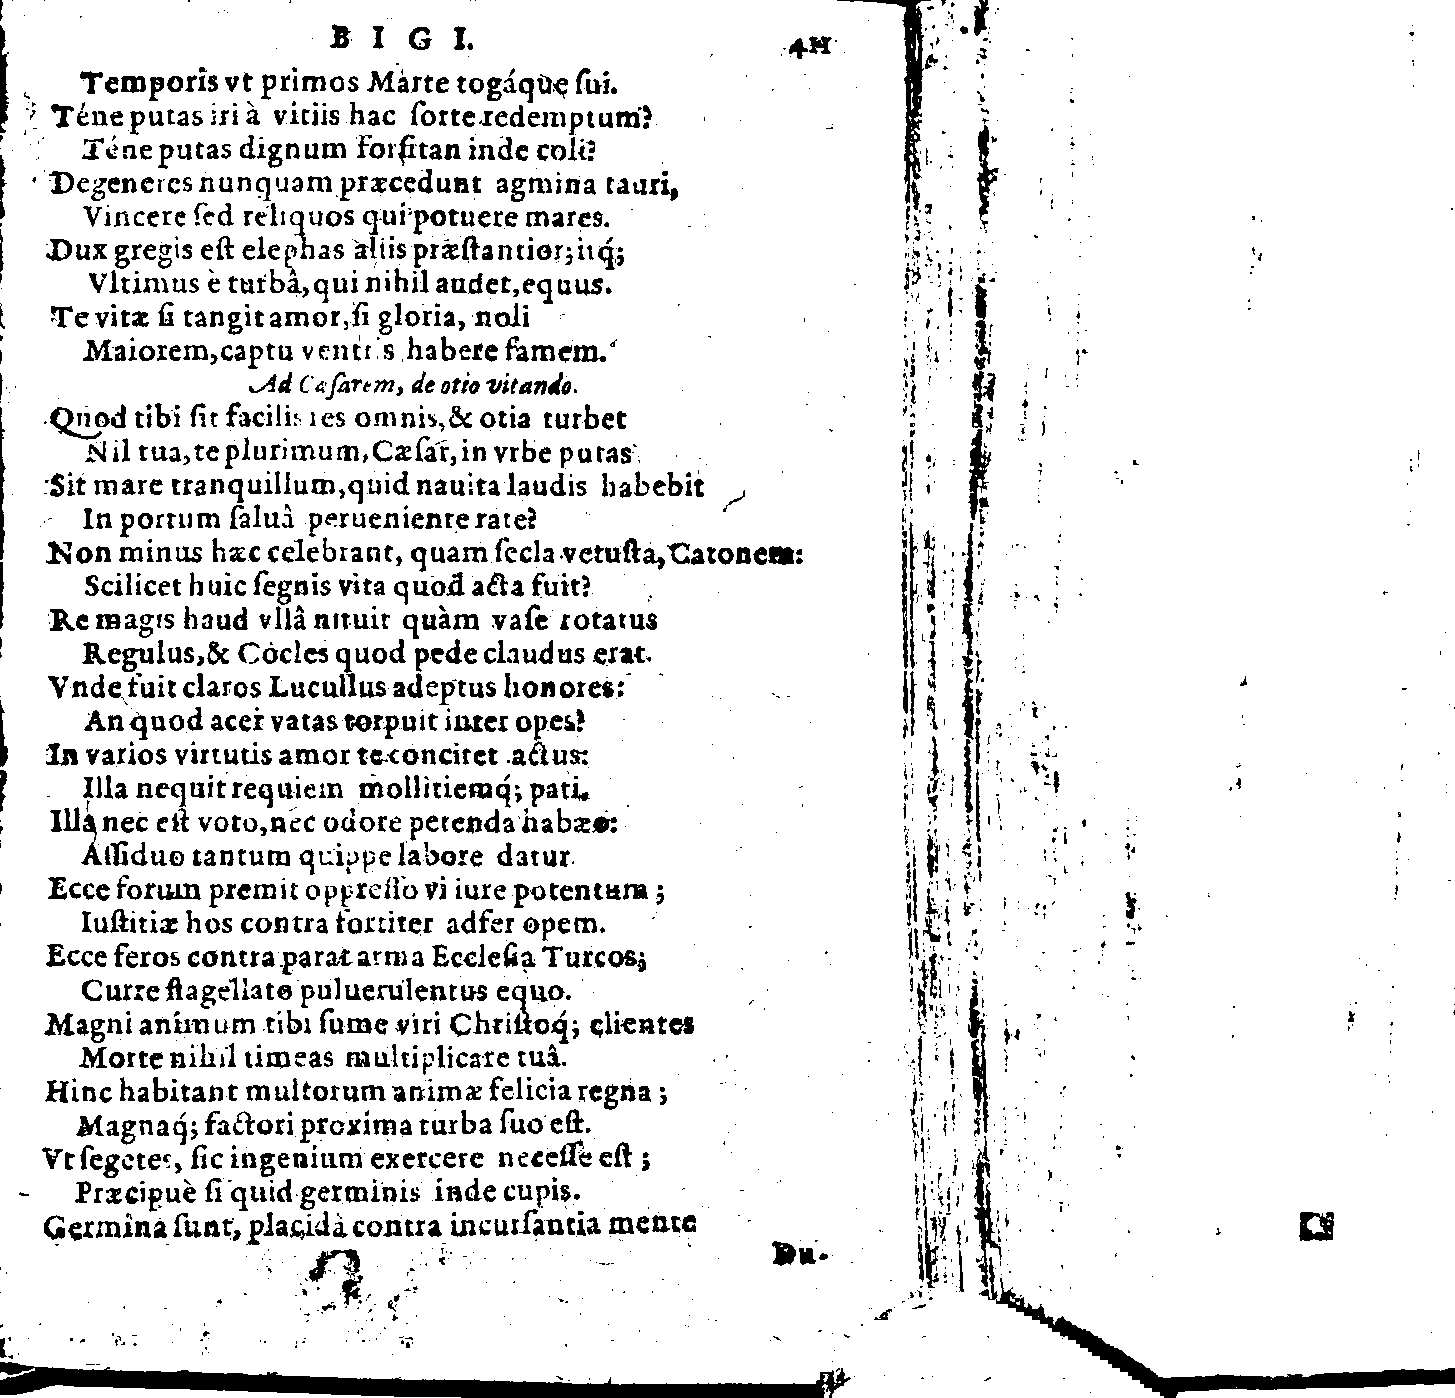 BIGI.
Temporis vt primos Marte togáque ſui.
Téne putas iri à vitiis hac ſorte redemptum?
Téne putas dignum forſitan inde coli?
Degeneres nunquam præcedunt agmina tauri,
Vincere ſed reliquos qui potuere mares.
Dux gregis eſt elephas aliis præſtantior; itq́;
Vltimus è turbâ, qui nihil audet, equus.
Te vitæ ſi tangit amor, ſi gloria, noli
Maiorem, captu ventris habere famem.
Ad Cæſarem, de otio vitando.
Quod tibi ſit facilis res omnis, & otia turbet
Nil tua, te plurimum, Cæſar, in vrbe putas.
Sit mare tranquillum, quid nauita laudis habebit
In portum ſaluâ perueniente rate?
Non minus hæc celebrant, quam ſecla vetuſta, Catonem:
Scilicet huic ſegnis vita quod acta fuit?
Re magis haud vllâ nituit quàm vaſe rotatus
Regulus, & Cocles quod pede claudus erat.
Vnde fuit claros Lucullus adeptus honores:
An quod acer vatas torpuit inter opes?
In varios virtutis amor te concitet actus:
Illa nequit requiem mollitiemq́; pati.
Illa nec eſt voto, nec odore petenda
Aſſiduo tantum quippe labore datur.
Ecce forum premit oppreſſo vi iure potentum;
Iuſtitiæ hos contra fortiter adfer opem.
Ecce feros contra parat arma Eccleſia Turcos;
Curre flagellato puluerulentus equo.
Magni animum tibi ſume viri Chriſtoq́; clientes
Morte nihil timeas multiplicare tuâ.
Hinc habitant multorum animæ felicia regna;
Magnaq́; factori proxima turba ſuo eſt.
Vt ſegetes, ſic ingenium exercere neceſſe eſt;
Præcipuè ſi quid germinis inde cupis.
Germina ſunt, placidà contra incurſantia mente
Du-